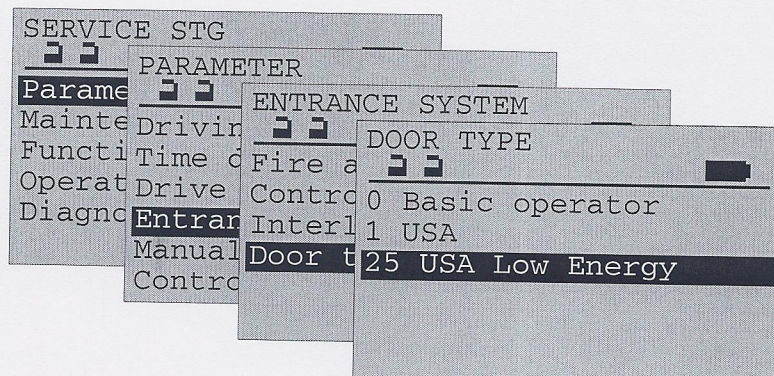 SERVICE STG
Parame
Mainte
Functi
Operat
Diagno
PARAMETER
Drivin
Time d
Drive
Entran
Manual
Contro
ENTRANCE SYSTEM
Fire a
Contro
Interl
Door t
DOOR TYPE
0 Basic operator
1 USA
25 USA Low Energy